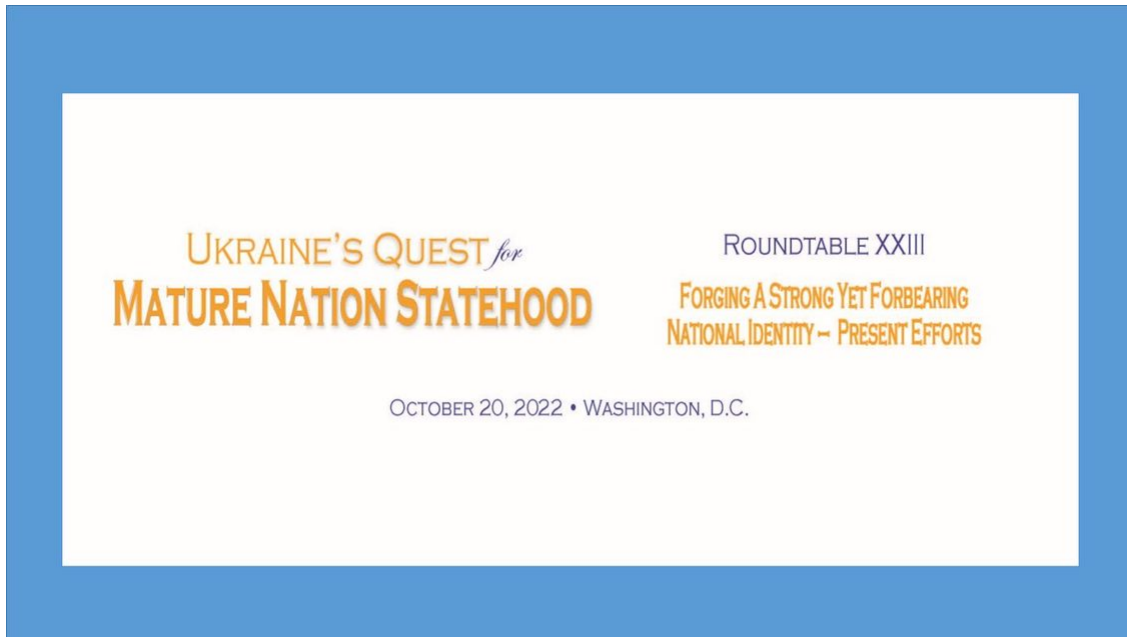 Ukraine's Quest for
Mature Nation Statehood
Roundtable XXIII
Forging A Strong Yet Forbearing
National Identity – Present Efforts
October 20, 2022 • Washington, D.C.